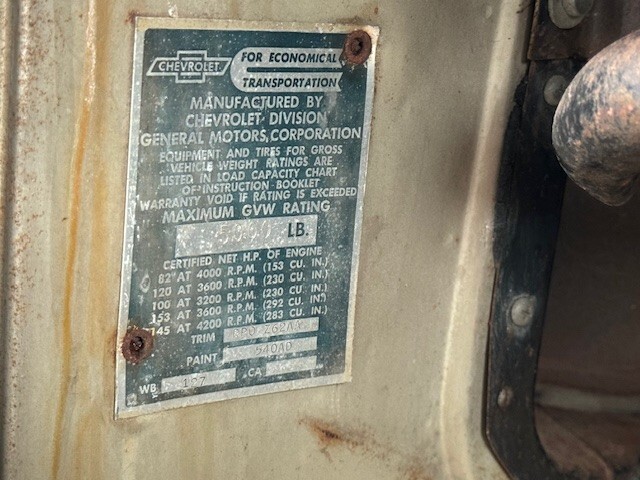 CHEVROLET
FOR ECONOMICAL
TRANSPORTATION
MANUFACTURED BY
CHEVROLET DIVISION
GENERAL MOTORS CORPORATION
EQUIPMENT AND TIRES FOR GROSS
VEHICLE WEIGHT RATINGS ARE
LISTED IN LOAD CAPACITY CHART
OF INSTRUCTION BOOKLET
WARRANTY VOID IF RATING IS EXCEEDED
MAXIMUM GVW RATING
5000 LB.
CERTIFIED NET H.P. OF ENGINE
82 AT 4000 R.P.M. (153 CU. IN.)
120 AT 3600 R.P.M. (230 CU. IN.)
100 AT 3200 R.P.M. (230 CU. IN.)
153 AT 3600 R.P.M. (292 CU. IN.)
145 AT 4200 R.P.M. (283 CU. IN.)
TRIM
PAINT 540AD
WB 127 CA